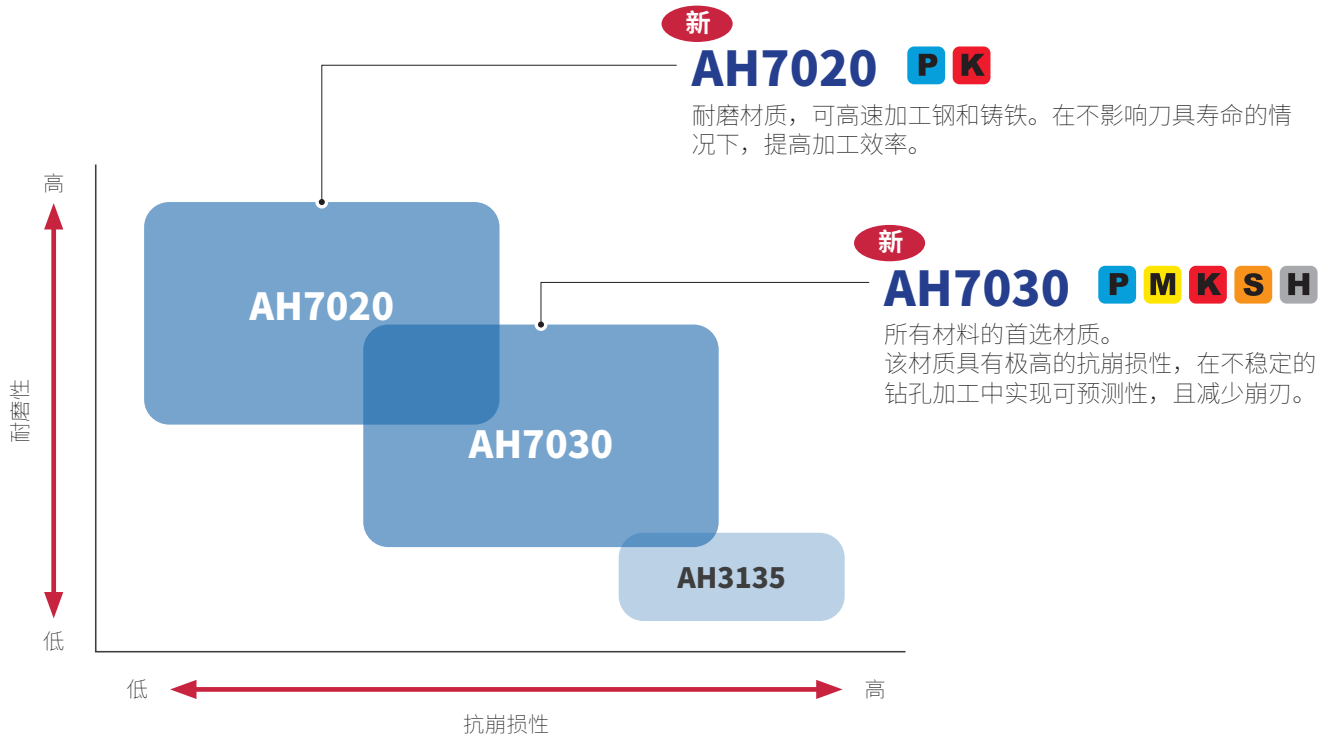 新
AH7020 P K
耐磨材质，可高速加工钢和铸铁。在不影响刀具寿命的情
况下，提高加工效率。
高
新
AH7030 P M K S H
所有材料的首选材质。
该材质具有极高的抗崩损性，在不稳定的
钻孔加工中实现可预测性，且减少崩刃。
AH7020
耐磨性
AH7030
AH3135
低
低
高
抗崩损性